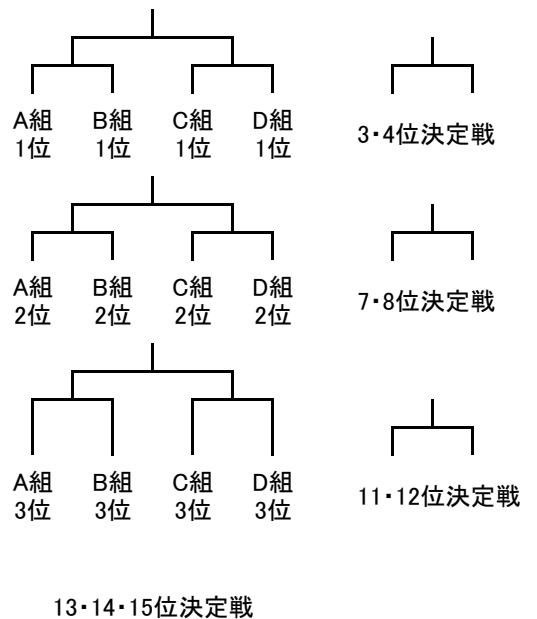 A組 B組 C組 D組
1位 1位 1位 1位
3・4位決定戦
A組 B組 C組 D組
2位 2位 2位 2位
7・8位決定戦
A組 B組 C組 D組
3位 3位 3位 3位
11・12位決定戦
13・14・15位決定戦